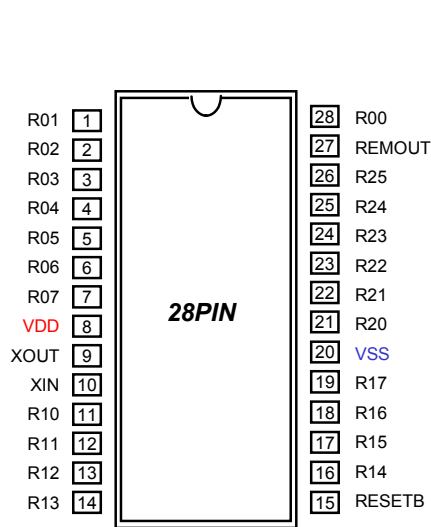 R01 1 28 R00
R02 2 27 REMOUT
R03 3 26 R25
R04 4 25 R24
R05 5 24 R23
R06 6 23 R22
R07 7 22 R21
28PIN
VDD 8 21 R20
XOUT 9 20 VSS
XIN 10 19 R17
R10 11 18 R16
R11 12 17 R15
R12 13 16 R14
R13 14 15 RESETB